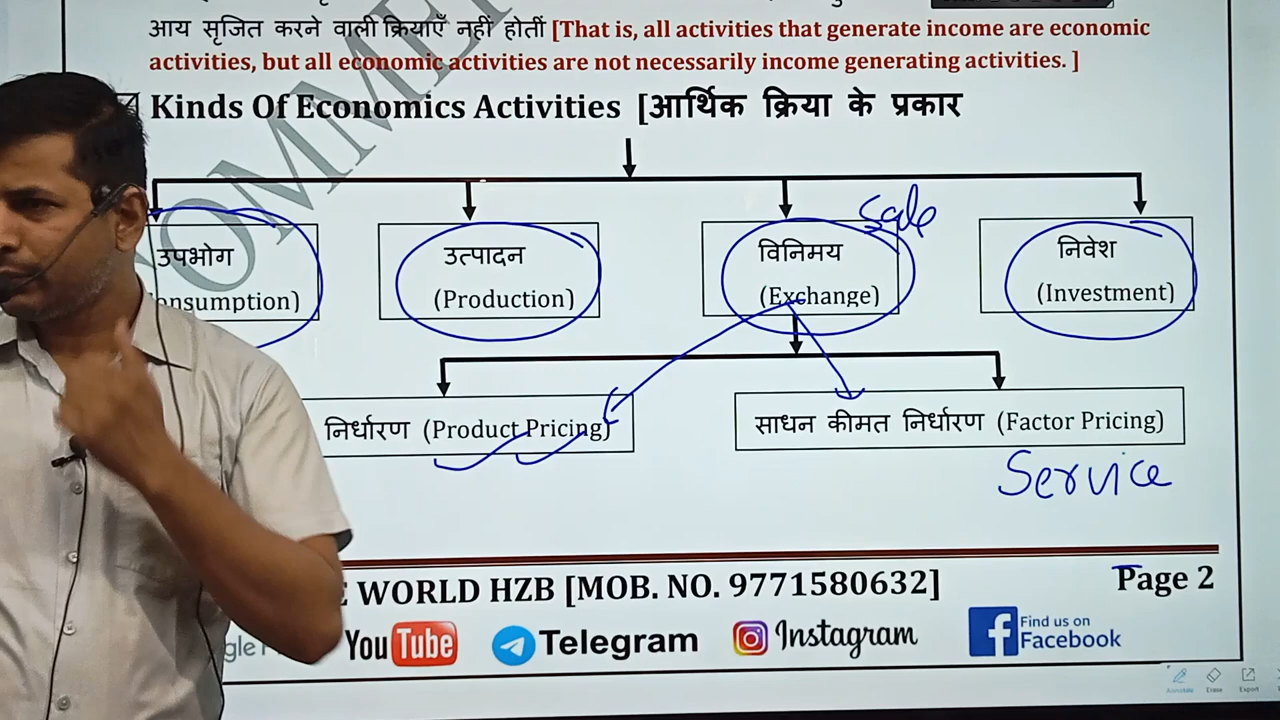 आय सृजित करने वाली क्रियाएँ नहीं होतीं [That is, all activities that generate income are economic
activities, but all economic activities are not necessarily income generating activities. ]
Kinds Of Economics Activities [आर्थिक क्रिया के प्रकार
Sale
उपभोग
उत्पादन
विनिमय
निवेश
onsumption)
(Production)
(Exchange)
(Investment)
निर्धारण (Product Pricing)
साधन कीमत निर्धारण (Factor Pricing)
Service
WORLD HZB [MOB. NO. 9771580632]
Page 2
YouTube
Telegram
Instagram
f Find us on
Facebook
Annotate Erase Export